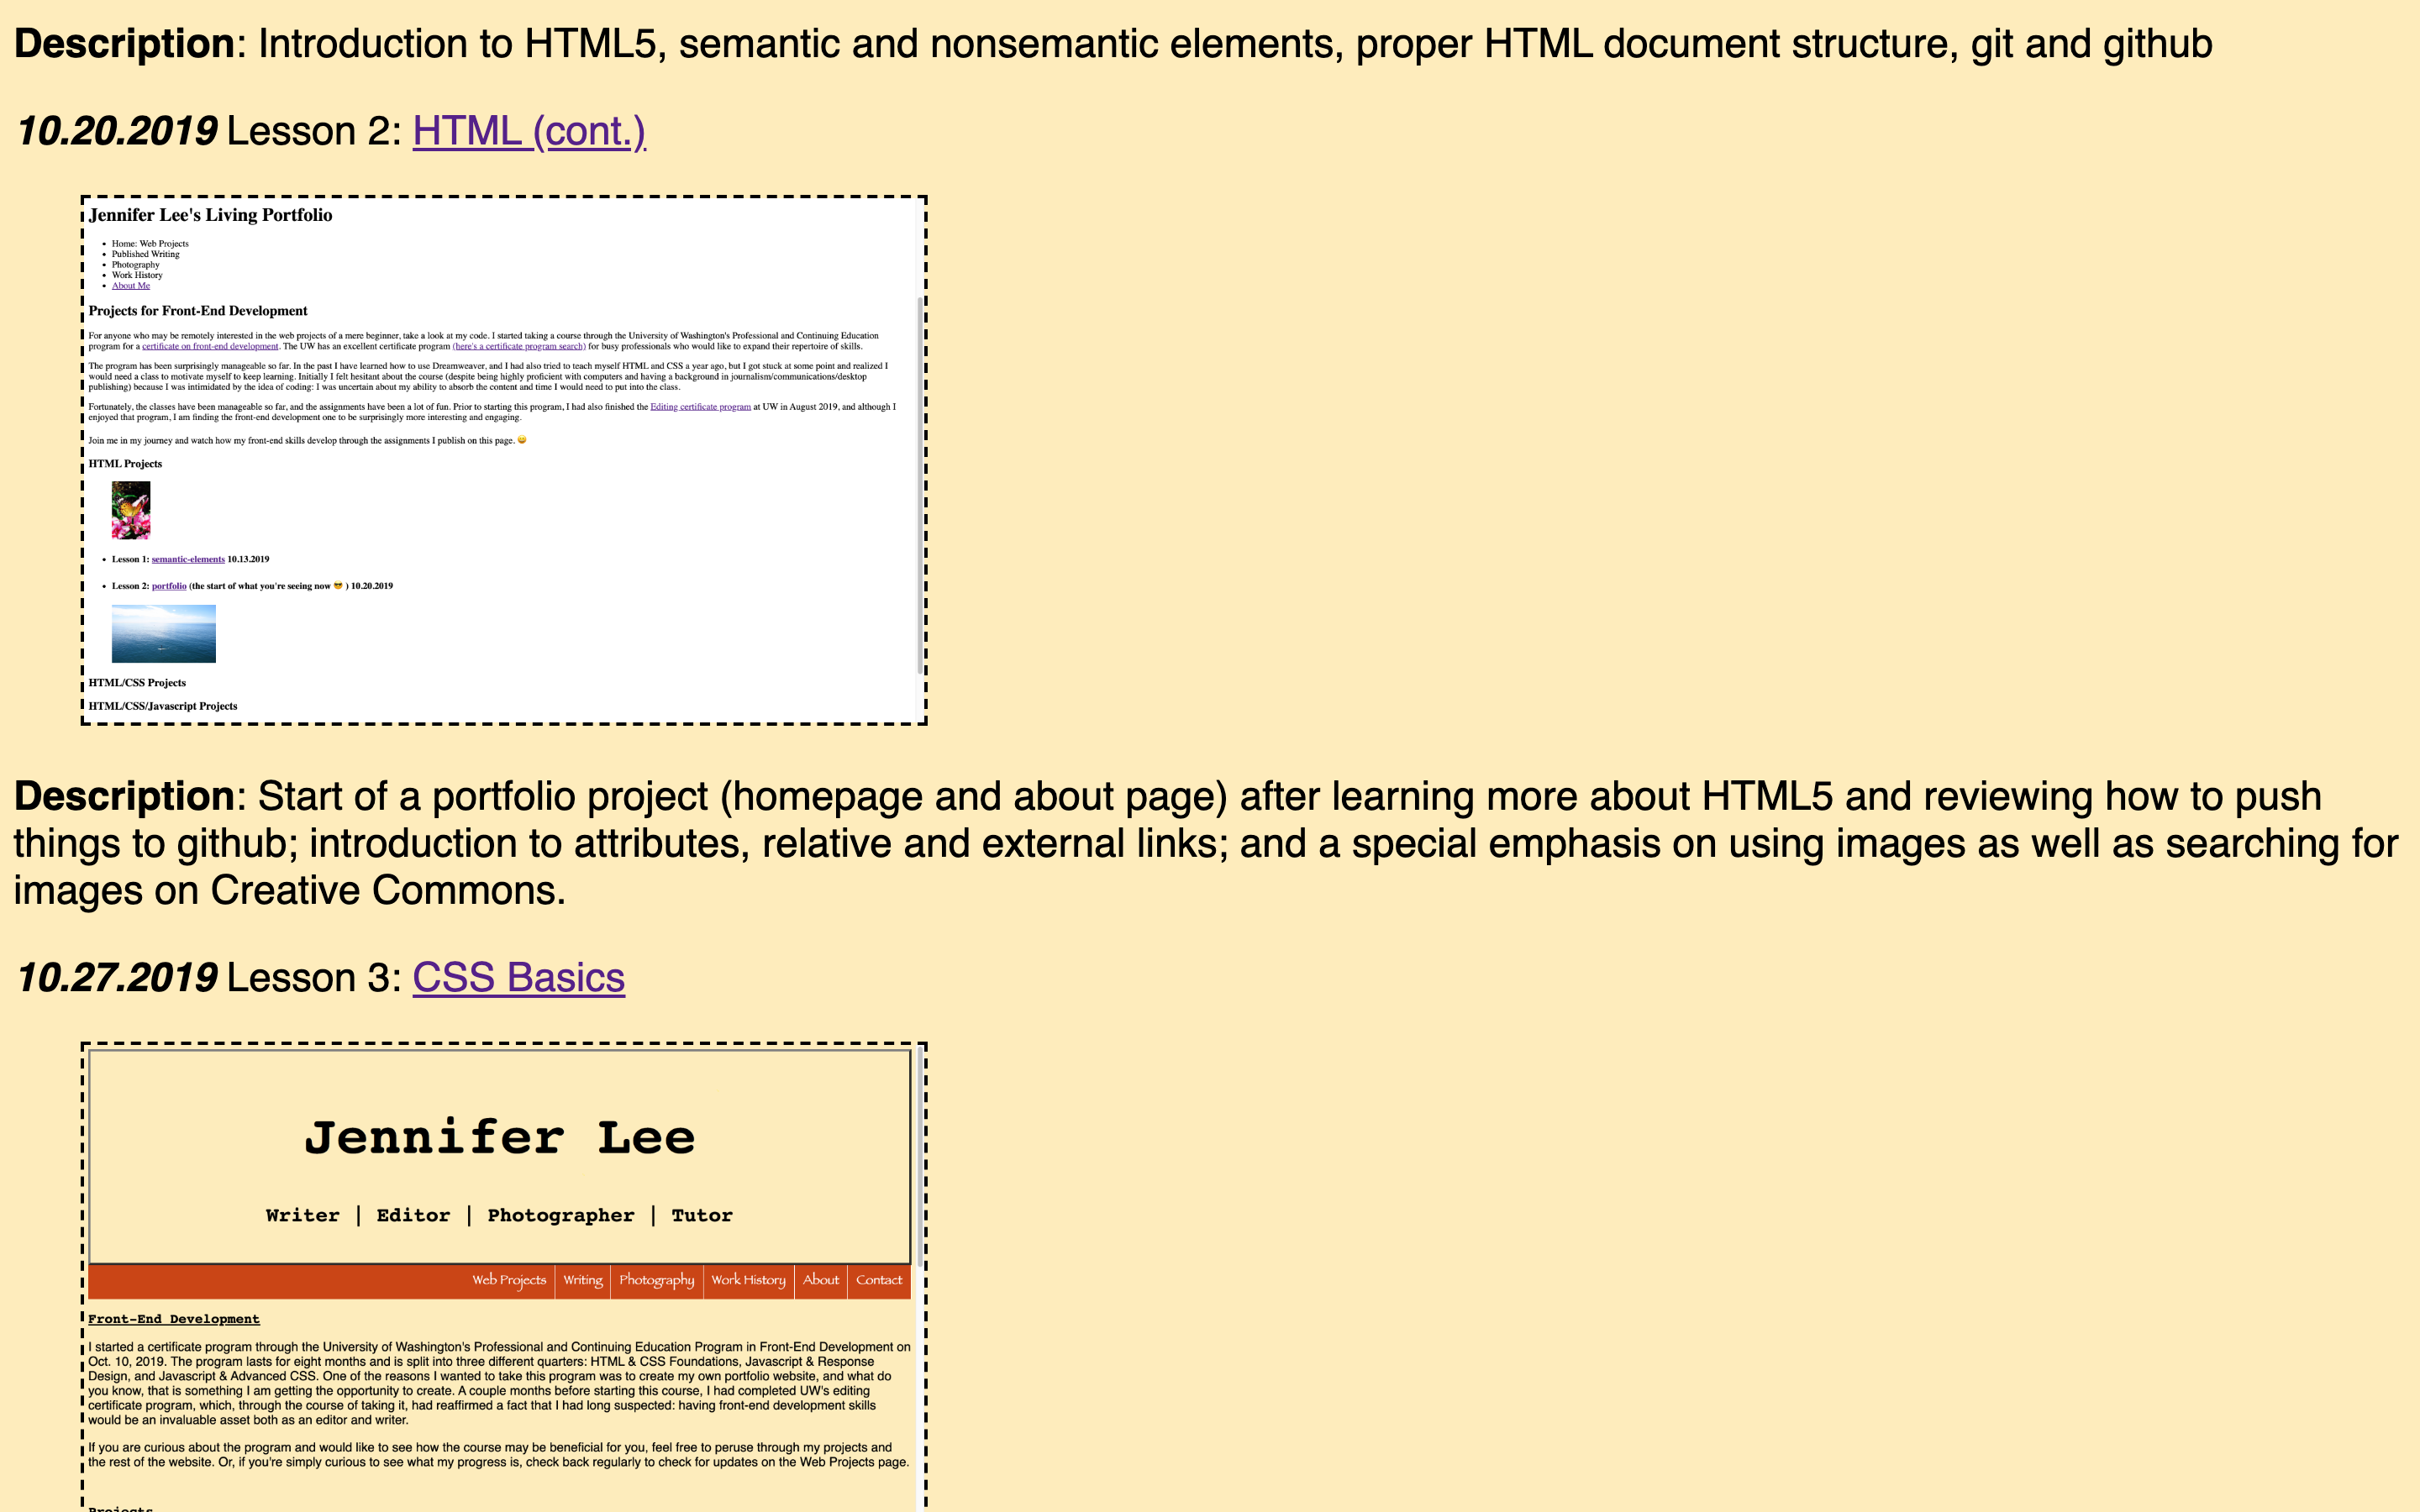 Description: Introduction to HTML5, semantic and nonsemantic elements, proper HTML document structure, git and github
10.20.2019 Lesson 2: HTML (cont.)
Jennifer Lee's Living Portfolio
• Home: Web Projects
• Published Writing
• Photography
• Work History
• About Me
Projects for Front-End Development
For anyone who may be remotely interested in the web projects of a mere beginner, take a look at my code. I started taking a course through the University of Washington's Professional and Continuing Education
program for a certificate on front-end development. The UW has an excellent certificate program (here's a certificate program search) for busy professionals who would like to expand their repertoire of skills.
The program has been surprisingly manageable so far. In the past I have learned how to use Dreamweaver, and I had also tried to teach myself HTML and CSS a year ago, but I got stuck at some point and realized I
would need a class to motivate myself to keep learning. Initially I felt hesitant about the course (despite being highly proficient with computers and having a background in journalism/communications/desktop
publishing) because I was intimidated by the idea of coding: I was uncertain about my ability to absorb the content and time I would need to put into the class.
Fortunately, the classes have been manageable so far, and the assignments have been a lot of fun. Prior to starting this program, I had also finished the Editing certificate program at UW in August 2019, and although I
enjoyed that program, I am finding the front-end development one to be surprisingly more interesting and engaging.
Join me in my journey and watch how my front-end skills develop through the assignments I publish on this page. 😀
HTML Projects
• Lesson 1: semantic-elements 10.13.2019
• Lesson 2: portfolio (the start of what you're seeing now 😎 ) 10.20.2019
HTML/CSS Projects
HTML/CSS/Javascript Projects
Description: Start of a portfolio project (homepage and about page) after learning more about HTML5 and reviewing how to push
things to github; introduction to attributes, relative and external links; and a special emphasis on using images as well as searching for
images on Creative Commons.
10.27.2019 Lesson 3: CSS Basics
Jennifer Lee
Writer | Editor | Photographer | Tutor
Web Projects Writing Photography Work History About Contact
Front-End Development
I started a certificate program through the University of Washington's Professional and Continuing Education Program in Front-End Development on
Oct. 10, 2019. The program lasts for eight months and is split into three different quarters: HTML & CSS Foundations, Javascript & Response
Design, and Javascript & Advanced CSS. One of the reasons I wanted to take this program was to create my own portfolio website, and what do
you know, that is something I am getting the opportunity to create. A couple months before starting this course, I had completed UW's editing
certificate program, which, through the course of taking it, had reaffirmed a fact that I had long suspected: having front-end development skills
would be an invaluable asset both as an editor and writer.
If you are curious about the program and would like to see how the course may be beneficial for you, feel free to peruse through my projects and
the rest of the website. Or, if you're simply curious to see what my progress is, check back regularly to check for updates on the Web Projects page.
Projects